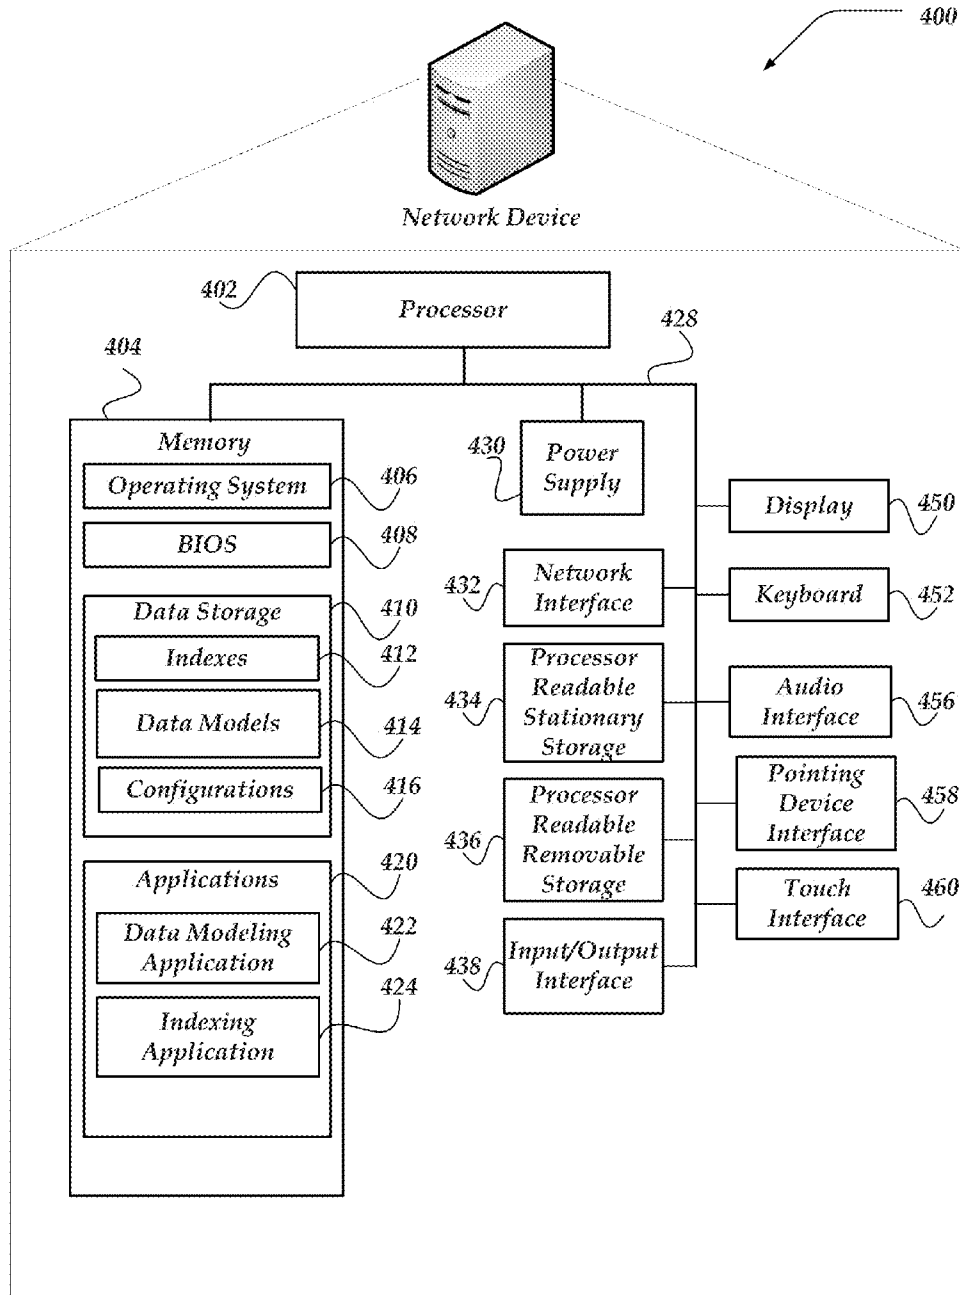 400
Network Device
402
Processor
428
404
Memory
Operating System
406
BIOS
408
Data Storage
410
Indexes
412
Data Models
414
Configurations
416
Applications
420
Data Modeling
Application
422
Indexing
Application
424
430
Power
Supply
432
Network
Interface
434
Processor
Readable
Stationary
Storage
436
Processor
Readable
Removable
Storage
438
Input/Output
Interface
Display
450
Keyboard
452
Audio
Interface
456
Pointing
Device
Interface
458
Touch
Interface
460